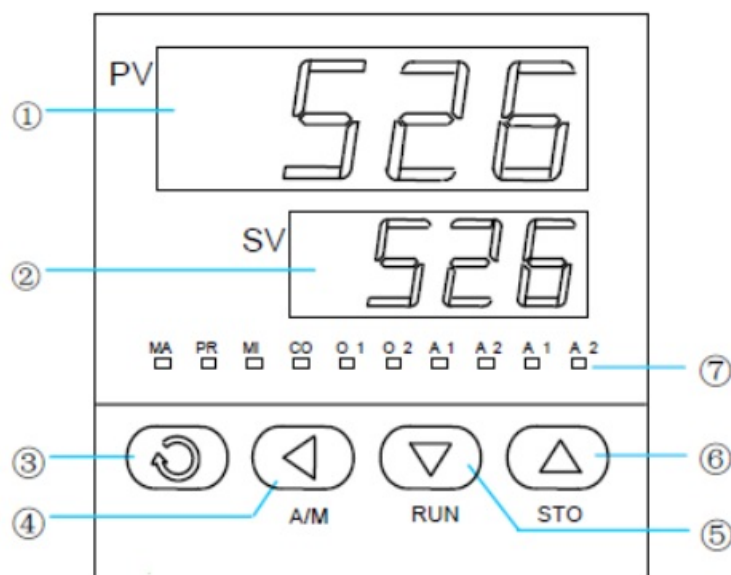 PV
526
①
SV
526
②
MA PR MI CO O 1 O 2 A 1 A 2 A 1 A 2
⑦
③
⑥
④
A/M RUN STO
⑤